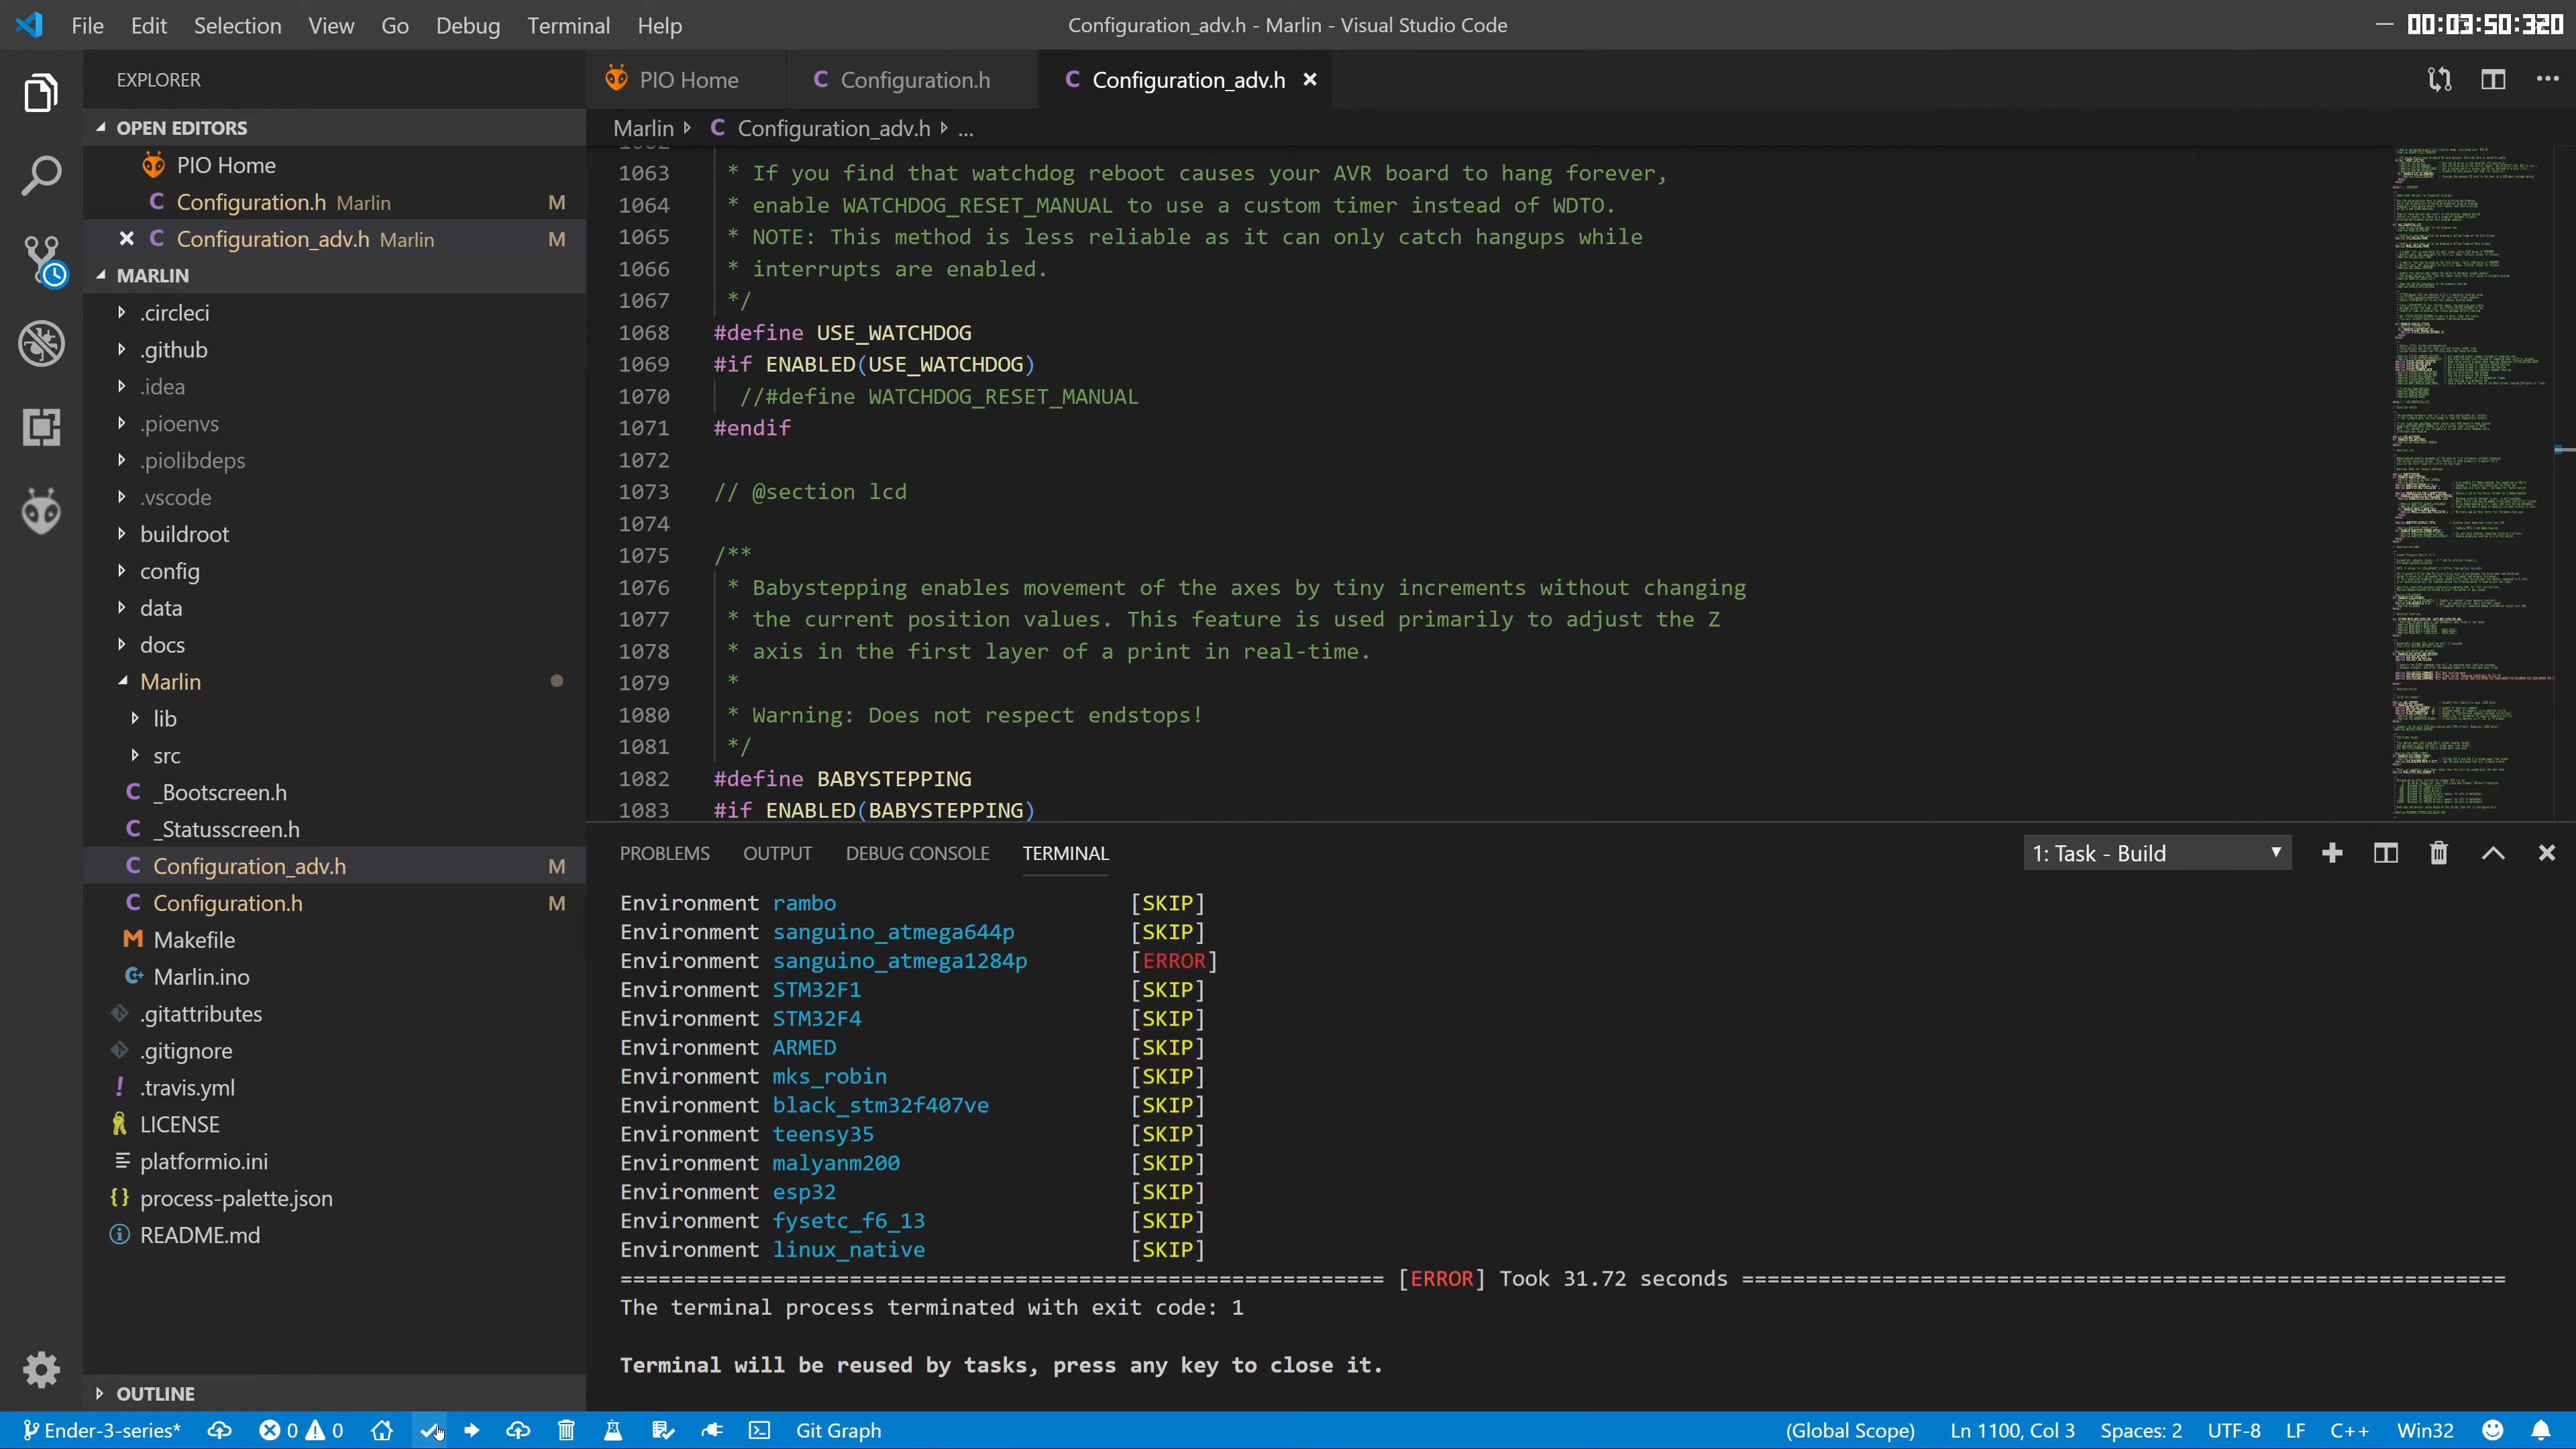 File Edit Selection View Go Debug Terminal Help
Configuration_adv.h - Marlin - Visual Studio Code
00:03:50:320
EXPLORER
OPEN EDITORS
PIO Home
Configuration.h Marlin M
Configuration_adv.h Marlin M
MARLIN
.circleci
.github
.idea
.pioenvs
.piolibdeps
.vscode
buildroot
config
data
docs
Marlin
lib
src
_Bootscreen.h
_Statusscreen.h
Configuration_adv.h M
Configuration.h M
Makefile
Marlin.ino
.gitattributes
.gitignore
.travis.yml
LICENSE
platformio.ini
process-palette.json
README.md
OUTLINE
PIO Home
Configuration.h
Configuration_adv.h
Marlin Configuration_adv.h ...
1063 * If you find that watchdog reboot causes your AVR board to hang forever,
1064 * enable WATCHDOG_RESET_MANUAL to use a custom timer instead of WDTO.
1065 * NOTE: This method is less reliable as it can only catch hangups while
1066 * interrupts are enabled.
1067 */
1068 #define USE_WATCHDOG
1069 #if ENABLED(USE_WATCHDOG)
1070 //#define WATCHDOG_RESET_MANUAL
1071 #endif
1072
1073 // @section lcd
1074
1075 /**
1076 * Babystepping enables movement of the axes by tiny increments without changing
1077 * the current position values. This feature is used primarily to adjust the Z
1078 * axis in the first layer of a print in real-time.
1079 *
1080 * Warning: Does not respect endstops!
1081 */
1082 #define BABYSTEPPING
1083 #if ENABLED(BABYSTEPPING)
PROBLEMS OUTPUT DEBUG CONSOLE TERMINAL
1: Task - Build
Environment rambo [SKIP]
Environment sanguino_atmega644p [SKIP]
Environment sanguino_atmega1284p [ERROR]
Environment STM32F1 [SKIP]
Environment STM32F4 [SKIP]
Environment ARMED [SKIP]
Environment mks_robin [SKIP]
Environment black_stm32f407ve [SKIP]
Environment teensy35 [SKIP]
Environment malyanm200 [SKIP]
Environment esp32 [SKIP]
Environment fysetc_f6_13 [SKIP]
Environment linux_native [SKIP]
============================================================ [ERROR] Took 31.72 seconds ============================================================
The terminal process terminated with exit code: 1
Terminal will be reused by tasks, press any key to close it.
Ender-3-series* 0 0 Git Graph (Global Scope) Ln 1100, Col 3 Spaces: 2 UTF-8 LF C++ Win32